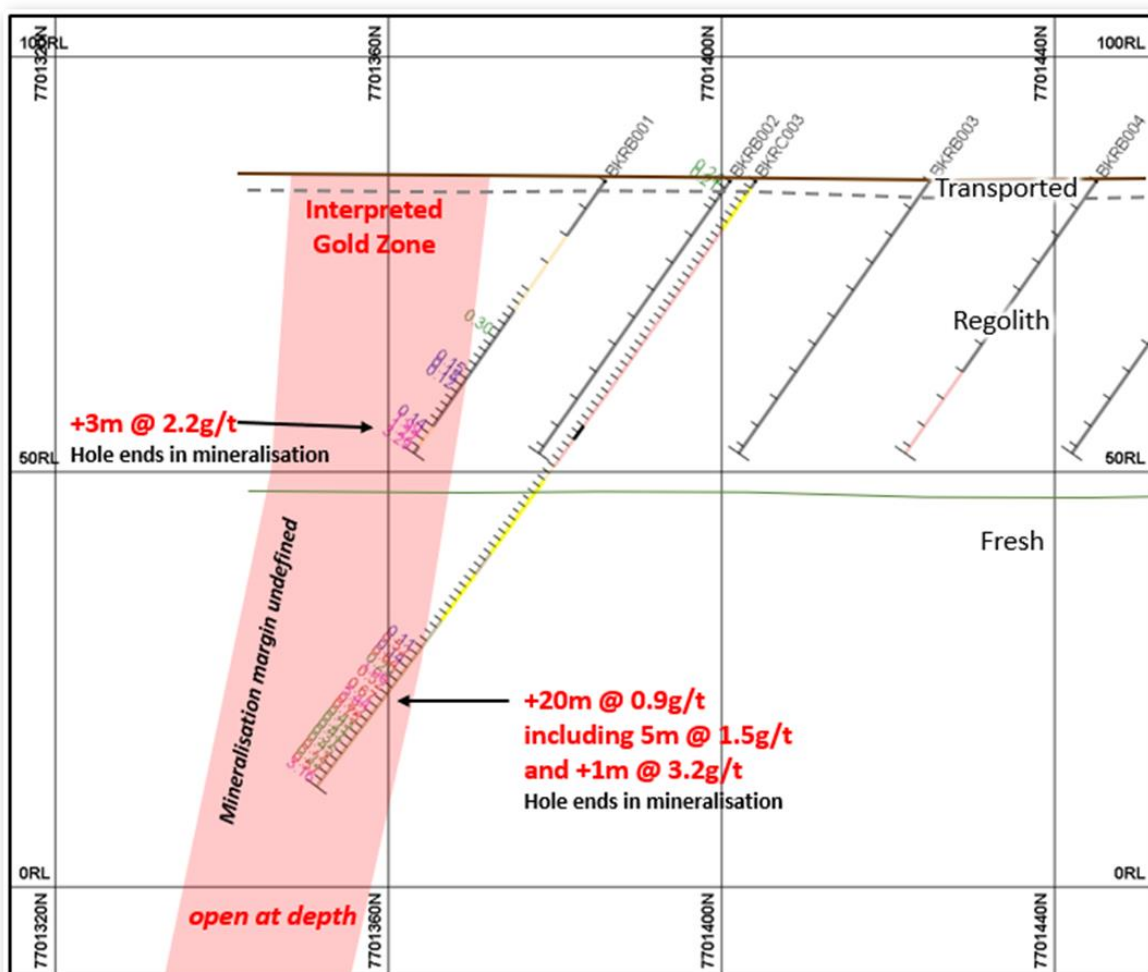 100RL
7701320N
7701360N
7701400N
7701440N
100RL
BKRB001
BKRB002
BKRC003
BKRB003
BKRB004
Transported
Interpreted
Gold Zone
Regolith
0.30
+3m @ 2.2g/t
Hole ends in mineralisation
50RL
50RL
Fresh
Mineralisation margin undefined
+20m @ 0.9g/t
including 5m @ 1.5g/t
and +1m @ 3.2g/t
Hole ends in mineralisation
0RL
0RL
open at depth
7701320N
7701360N
7701400N
7701440N